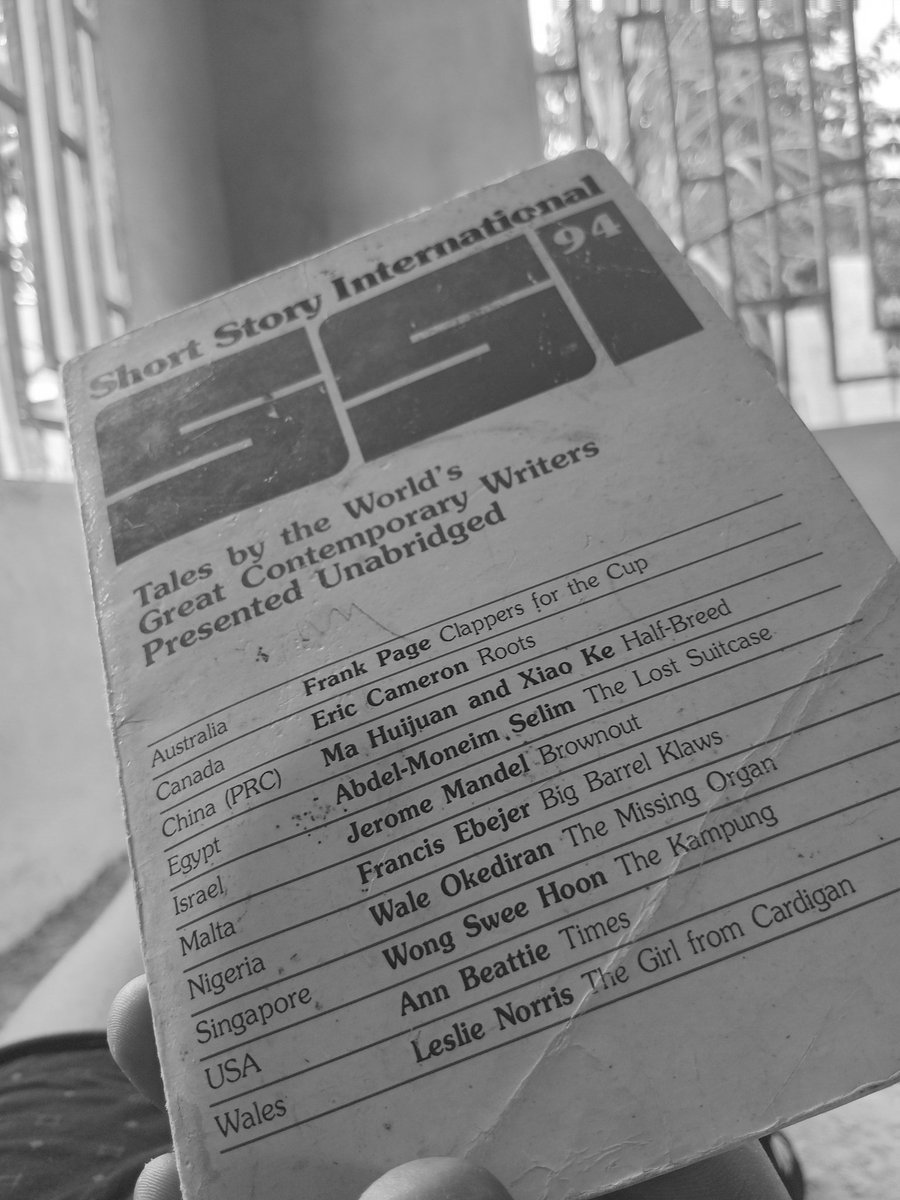 Short Story International
SSI 94
Tales by the World's
Great Contemporary Writers
Presented Unabridged
Australia Frank Page Clappers for the Cup
Canada Eric Cameron Roots
China (PRC) Ma Huijuan and Xiao Ke Half-Breed
Egypt Abdel-Moneim Selim The Lost Suitcase
Israel Jerome Mandel Brownout
Malta Francis Ebejer Big Barrel Klaws
Nigeria Wale Okediran The Missing Organ
Singapore Wong Swee Hoon The Kampung
USA Ann Beattie Times
Wales Leslie Norris The Girl from Cardigan